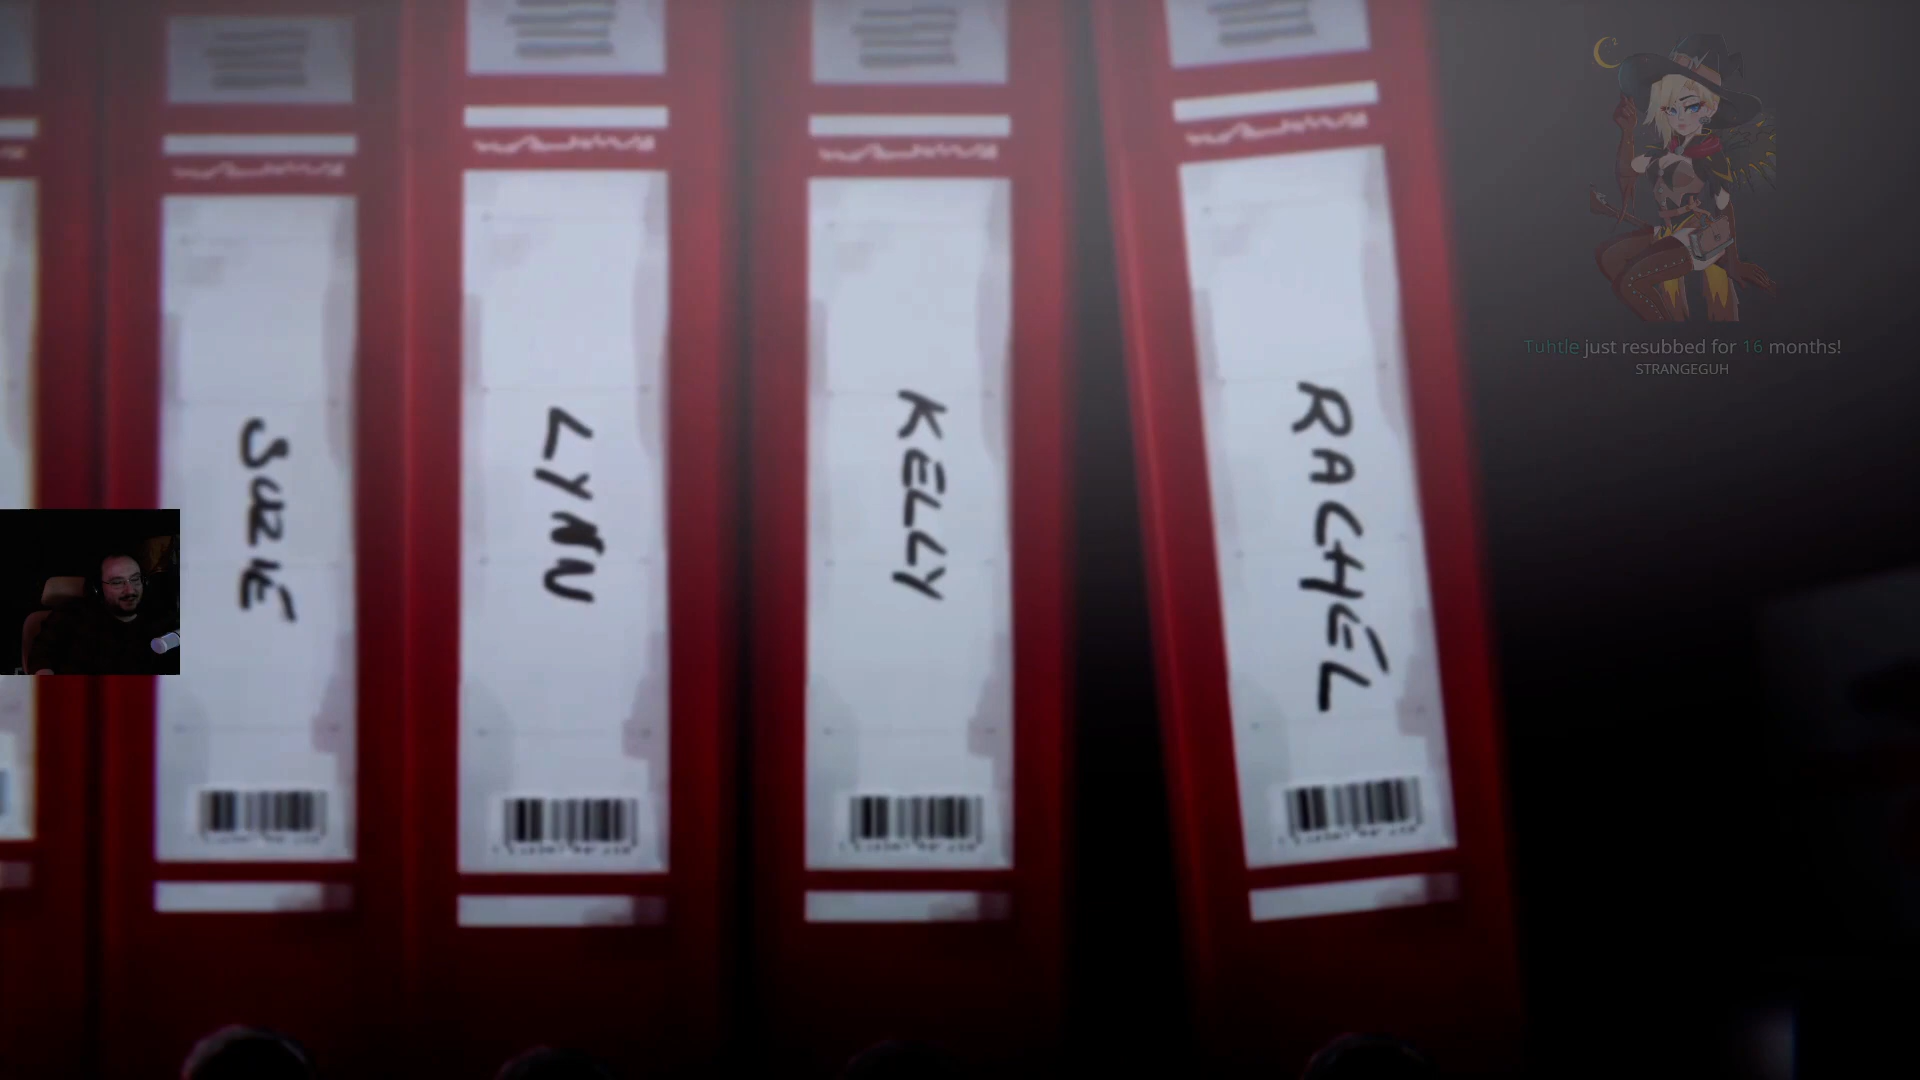 SUZIE
LYNN
KELLY
RACHEL
Tuhtle just resubbed for 16 months!
STRANGEGUH